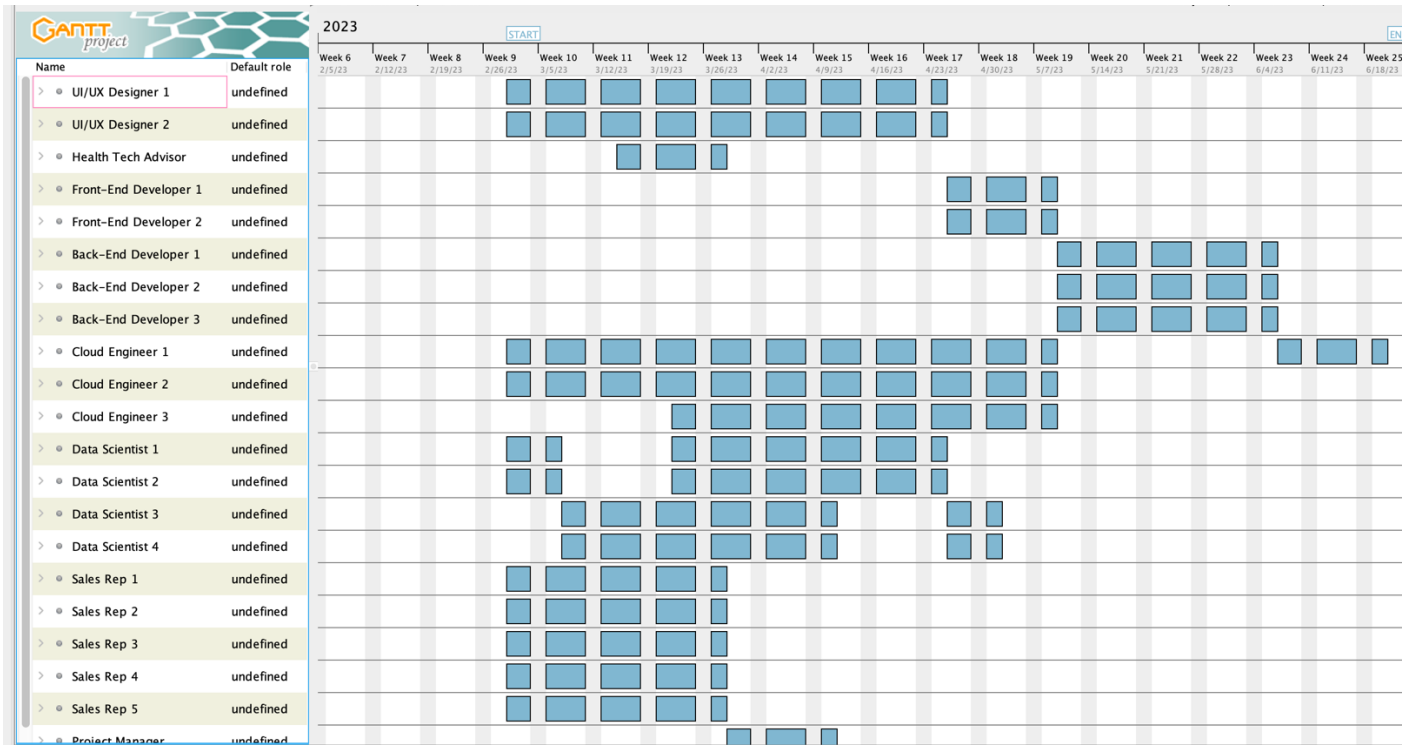 GANTT
project
2023
START
EN
Week 6 Week 7 Week 8 Week 9 Week 10 Week 11 Week 12 Week 13 Week 14 Week 15 Week 16 Week 17 Week 18 Week 19 Week 20 Week 21 Week 22 Week 23 Week 24 Week 25
2/5/23 2/12/23 2/19/23 2/26/23 3/5/23 3/12/23 3/19/23 3/26/23 4/2/23 4/9/23 4/16/23 4/23/23 4/30/23 5/7/23 5/14/23 5/21/23 5/28/23 6/4/23 6/11/23 6/18/23
Name Default role
UI/UX Designer 1 undefined
UI/UX Designer 2 undefined
Health Tech Advisor undefined
Front-End Developer 1 undefined
Front-End Developer 2 undefined
Back-End Developer 1 undefined
Back-End Developer 2 undefined
Back-End Developer 3 undefined
Cloud Engineer 1 undefined
Cloud Engineer 2 undefined
Cloud Engineer 3 undefined
Data Scientist 1 undefined
Data Scientist 2 undefined
Data Scientist 3 undefined
Data Scientist 4 undefined
Sales Rep 1 undefined
Sales Rep 2 undefined
Sales Rep 3 undefined
Sales Rep 4 undefined
Sales Rep 5 undefined
Project Manager undefined